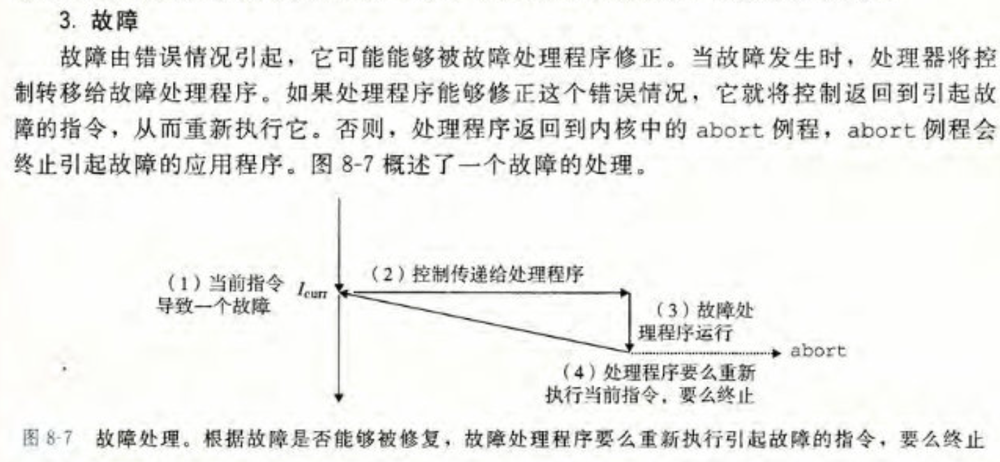 3. 故障
故障由错误情况引起，它可能能够被故障处理程序修正。当故障发生时，处理器将控
制转移给故障处理程序。如果处理程序能够修正这个错误情况，它就将控制返回到引起故
障的指令，从而重新执行它。否则，处理程序返回到内核中的 abort 例程，abort 例程会
终止引起故障的应用程序。图 8-7 概述了一个故障的处理。
（1）当前指令
导致一个故障
Icurr
（2）控制传递给处理程序
（3）故障处
理程序运行
abort
（4）处理程序要么重新
执行当前指令，要么终止
图 8-7 故障处理。根据故障是否能够被修复，故障处理程序要么重新执行引起故障的指令，要么终止